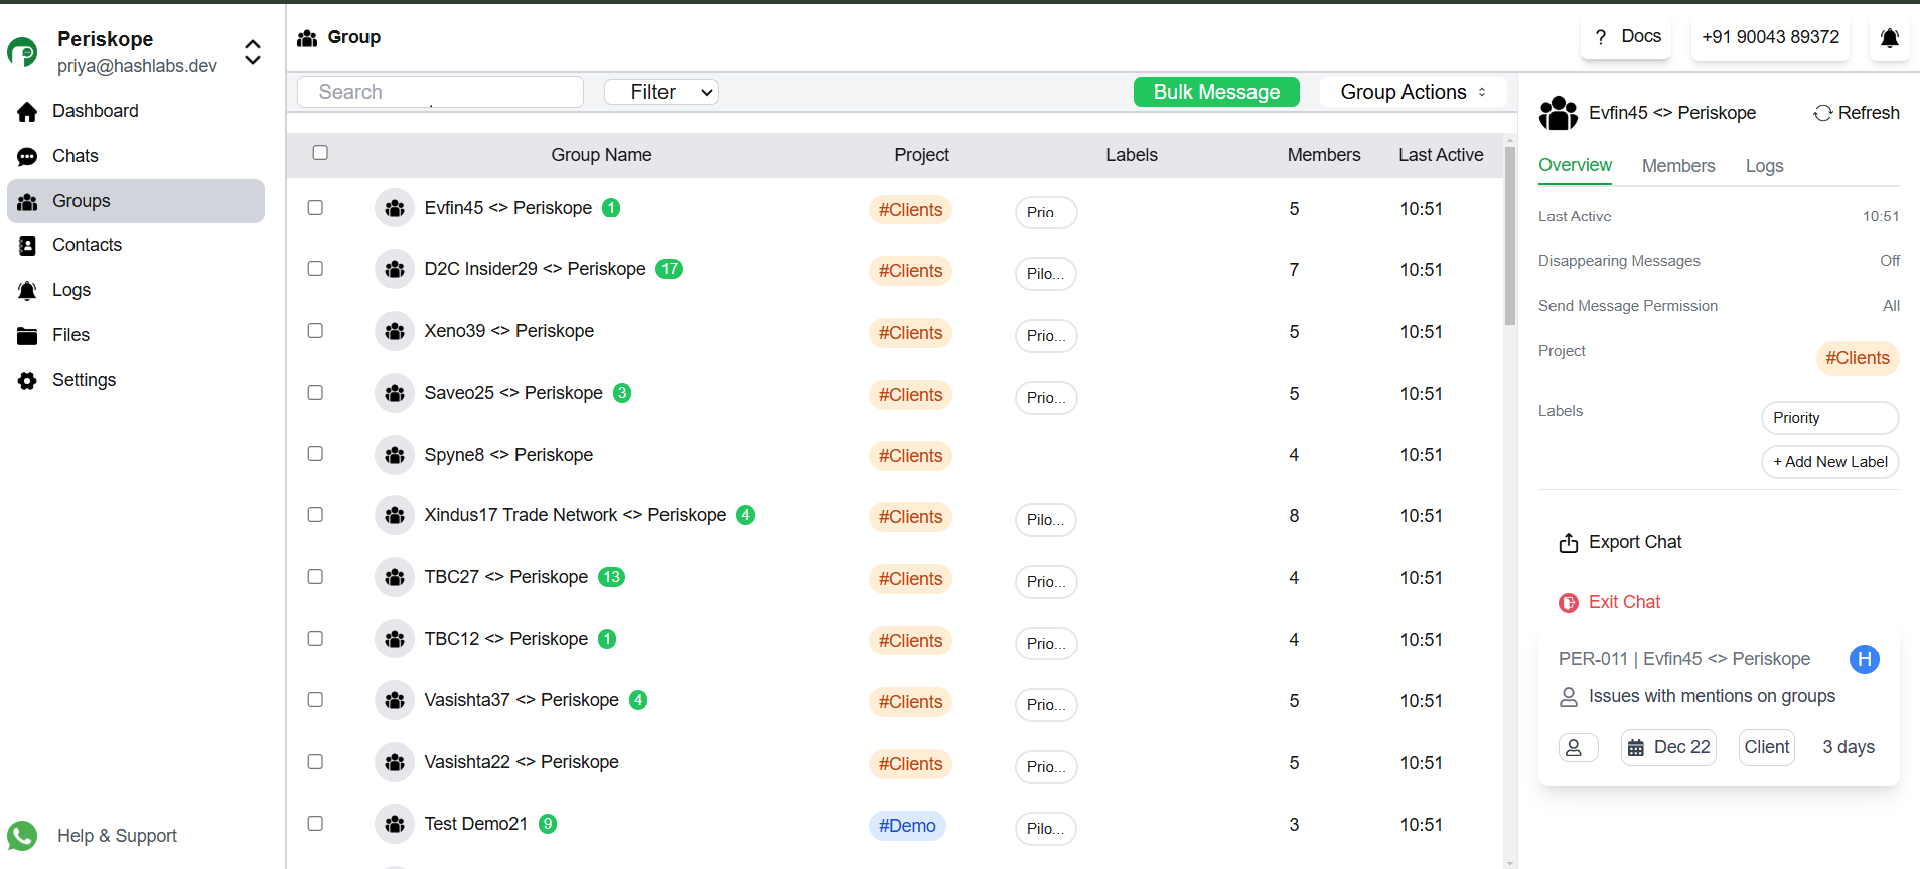 Periskope
priya@hashlabs.dev
Dashboard
Chats
Groups
Contacts
Logs
Files
Settings
Help & Support
Group
? Docs
+91 90043 89372
Search
Filter
Bulk Message
Group Actions
Group Name Project Labels Members Last Active
Evfin45 <> Periskope 1 #Clients Prio 5 10:51
D2C Insider29 <> Periskope 17 #Clients Pilo... 7 10:51
Xeno39 <> Periskope #Clients Prio... 5 10:51
Saveo25 <> Periskope 3 #Clients Prio... 5 10:51
Spyne8 <> Periskope #Clients 4 10:51
Xindus17 Trade Network <> Periskope 4 #Clients Pilo... 8 10:51
TBC27 <> Periskope 13 #Clients Prio... 4 10:51
TBC12 <> Periskope 1 #Clients Prio... 4 10:51
Vasishta37 <> Periskope 4 #Clients Prio... 5 10:51
Vasishta22 <> Periskope #Clients Prio... 5 10:51
Test Demo21 9 #Demo Pilo... 3 10:51
Evfin45 <> Periskope Refresh
Overview Members Logs
Last Active 10:51
Disappearing Messages Off
Send Message Permission All
Project #Clients
Labels Priority
+ Add New Label
Export Chat
Exit Chat
PER-011 | Evfin45 <> Periskope H
Issues with mentions on groups
Dec 22 Client 3 days